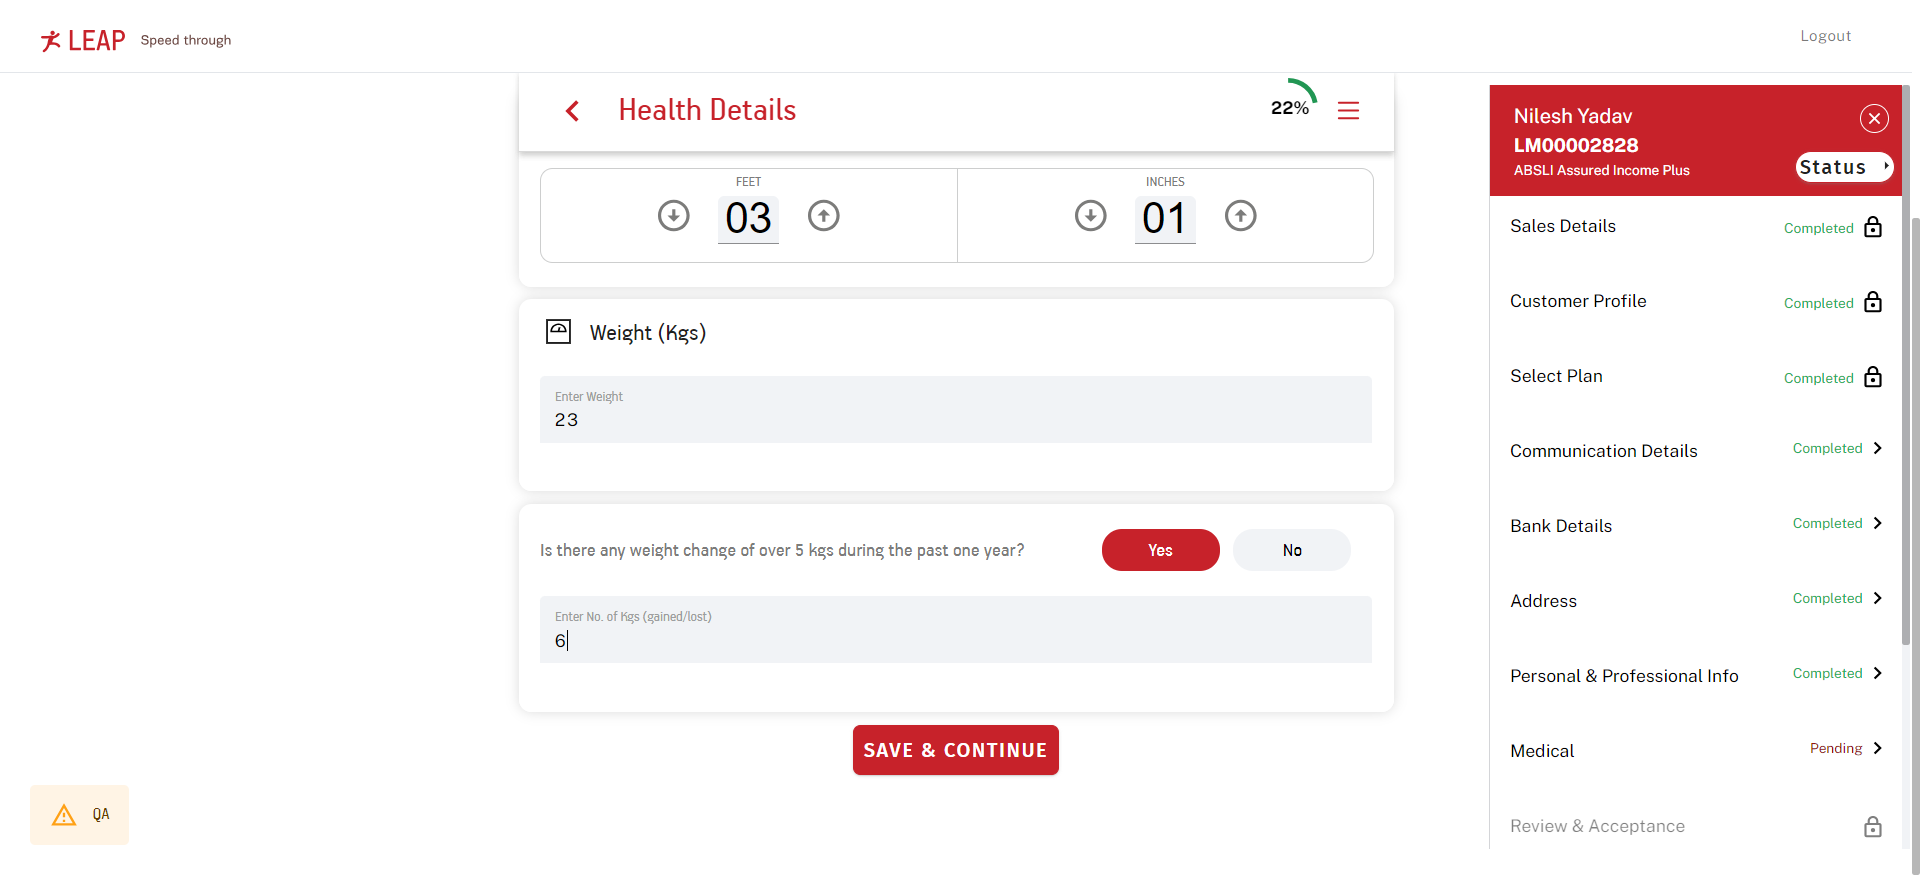 LEAP Speed through
Logout
Health Details
22%
FEET
03
INCHES
01
Weight (Kgs)
Enter Weight
23
Is there any weight change of over 5 kgs during the past one year?
Yes
No
Enter No. of Kgs (gained/lost)
6
SAVE & CONTINUE
QA
Nilesh Yadav
LM00002828
ABSLI Assured Income Plus
Status
Sales Details Completed
Customer Profile Completed
Select Plan Completed
Communication Details Completed
Bank Details Completed
Address Completed
Personal & Professional Info Completed
Medical Pending
Review & Acceptance